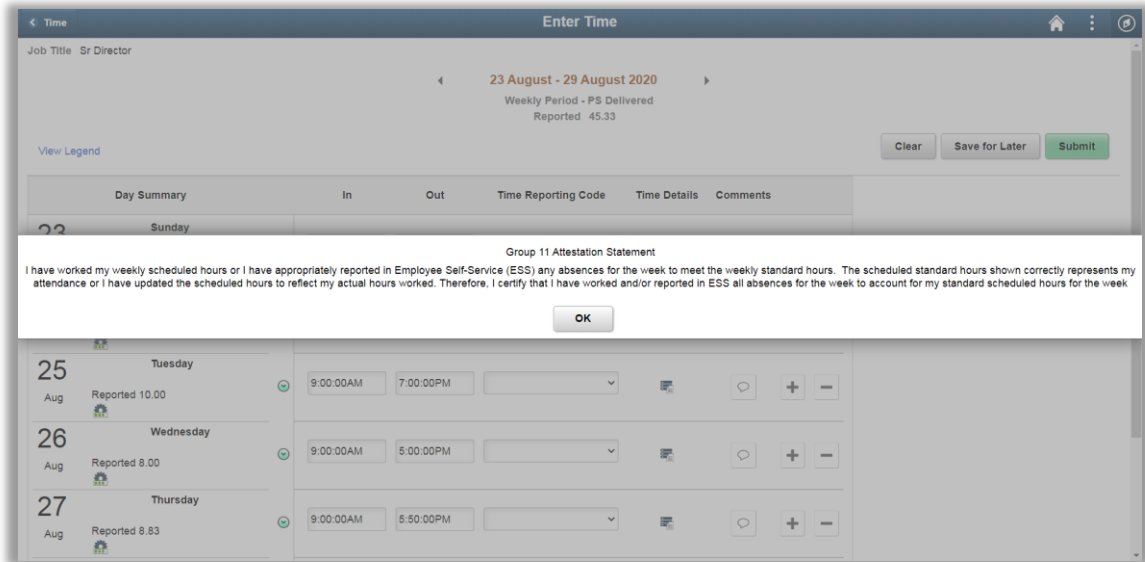 Time
Enter Time
Job Title Sr Director
23 August - 29 August 2020
Weekly Period - PS Delivered
Reported 45.33
View Legend
Clear
Save for Later
Submit
Day Summary In Out Time Reporting Code Time Details Comments
23 Sunday
Group 11 Attestation Statement
I have worked my weekly scheduled hours or I have appropriately reported in Employee Self-Service (ESS) any absences for the week to meet the weekly standard hours. The scheduled standard hours shown correctly represents my
attendance or I have updated the scheduled hours to reflect my actual hours worked. Therefore, I certify that I have worked and/or reported in ESS all absences for the week to account for my standard scheduled hours for the week
OK
25 Tuesday
9:00:00AM 7:00:00PM
Aug Reported 10.00
26 Wednesday
9:00:00AM 5:00:00PM
Aug Reported 8.00
27 Thursday
9:00:00AM 5:50:00PM
Aug Reported 8.83